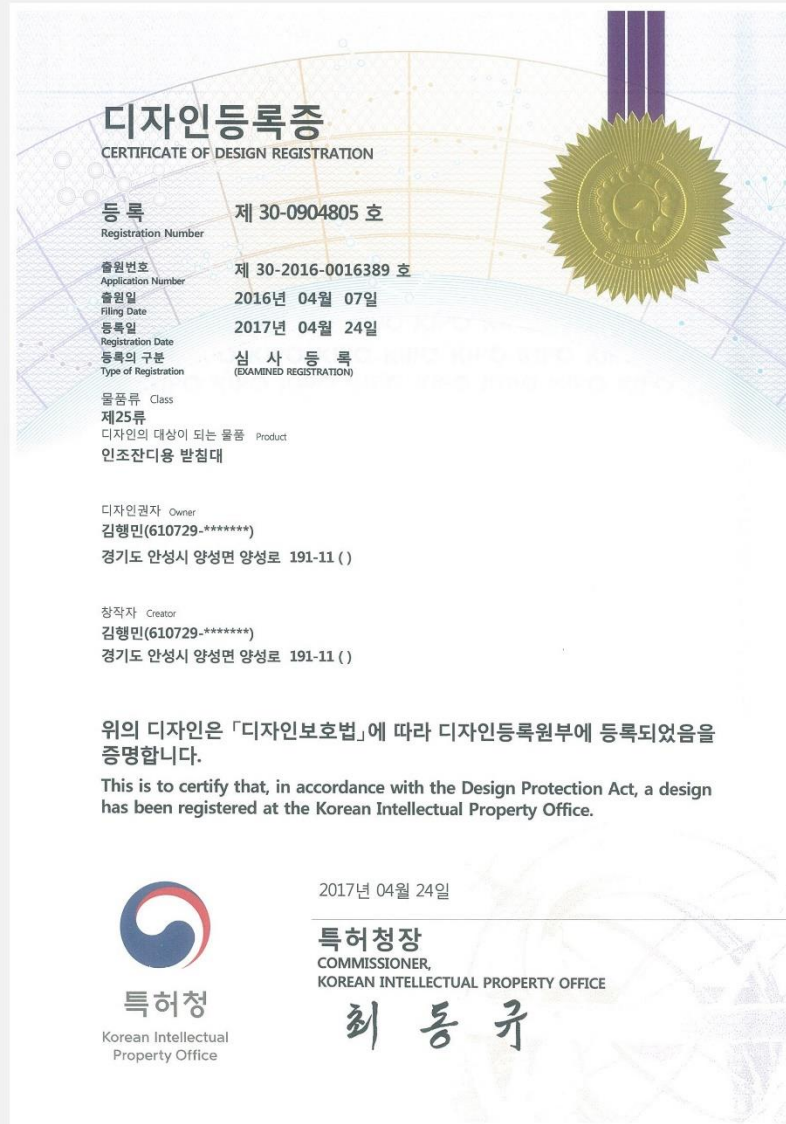 디자인등록증
CERTIFICATE OF DESIGN REGISTRATION
등 록 제 30-0904805 호
Registration Number
출원번호 제 30-2016-0016389 호
Application Number
출원일 2016년 04월 07일
Filing Date
등록일 2017년 04월 24일
Registration Date
등록의 구분 심 사 등 록
Type of Registration (EXAMINED REGISTRATION)
물품류 Class
제25류
디자인의 대상이 되는 물품 Product
인조잔디용 받침대
디자인권자 Owner
김행민(610729-*******)
경기도 안성시 양성면 양성로 191-11 ( )
창작자 Creator
김행민(610729-*******)
경기도 안성시 양성면 양성로 191-11 ( )
위의 디자인은 「디자인보호법」에 따라 디자인등록원부에 등록되었음을
증명합니다.
This is to certify that, in accordance with the Design Protection Act, a design
has been registered at the Korean Intellectual Property Office.
2017년 04월 24일
특허청장
COMMISSIONER,
KOREAN INTELLECTUAL PROPERTY OFFICE
최 동 규
특허청
Korean Intellectual
Property Office